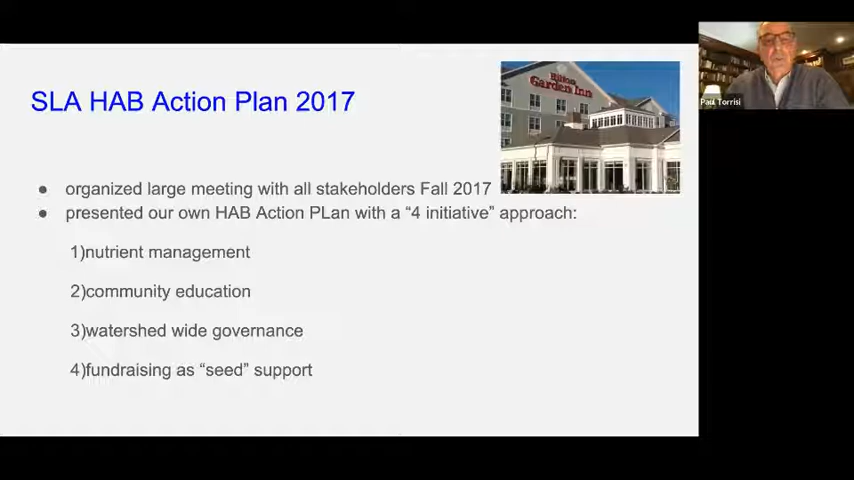 SLA HAB Action Plan 2017
Hilton
Garden Inn
Paul Torrisi
● organized large meeting with all stakeholders Fall 2017
● presented our own HAB Action PLan with a “4 initiative” approach:
1)nutrient management
2)community education
3)watershed wide governance
4)fundraising as “seed” support